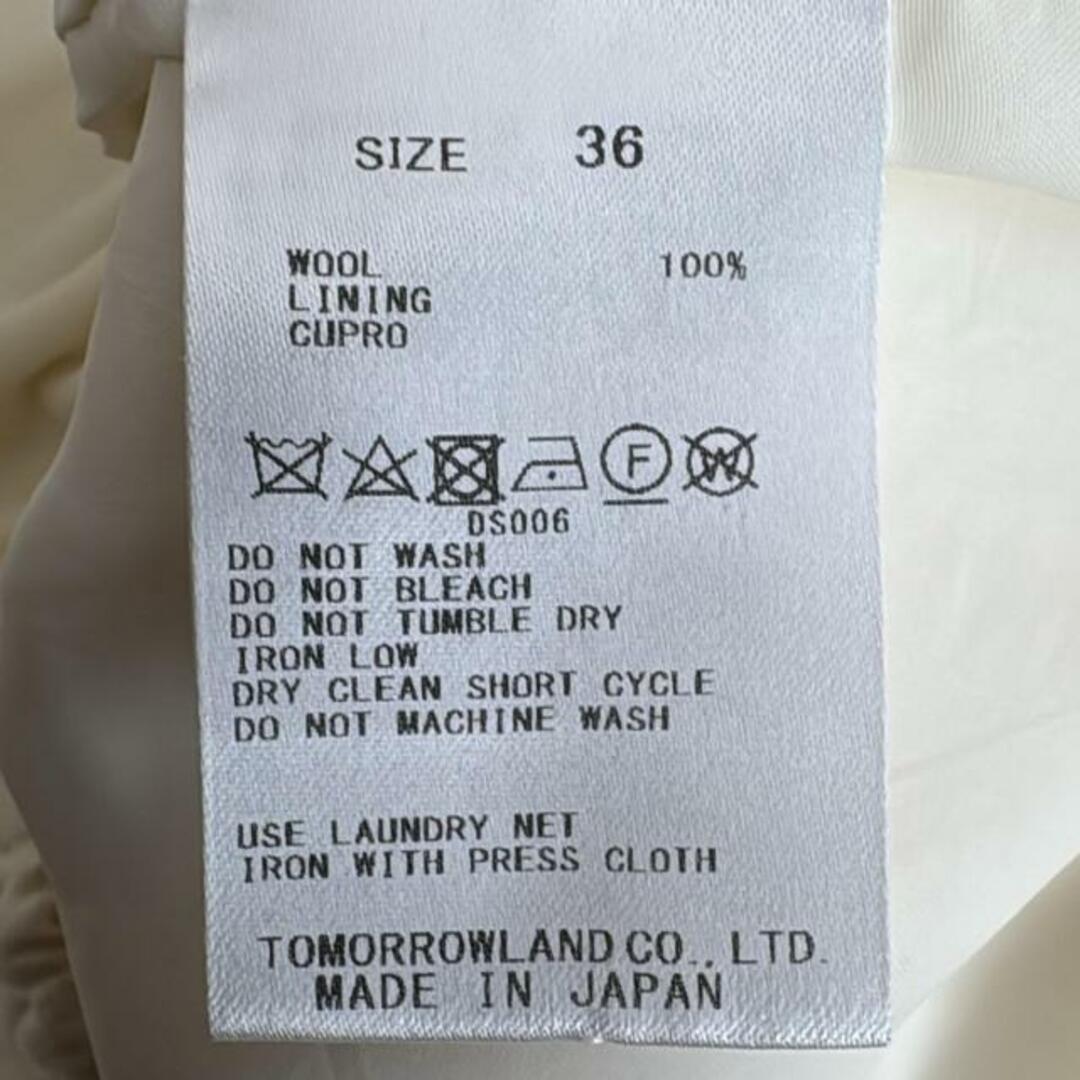 SIZE 36
WOOL 100%
LINING
CUPRO
F W
DS006
DO NOT WASH
DO NOT BLEACH
DO NOT TUMBLE DRY
IRON LOW
DRY CLEAN SHORT CYCLE
DO NOT MACHINE WASH
USE LAUNDRY NET
IRON WITH PRESS CLOTH
TOMORROWLAND CO., LTD.
MADE IN JAPAN